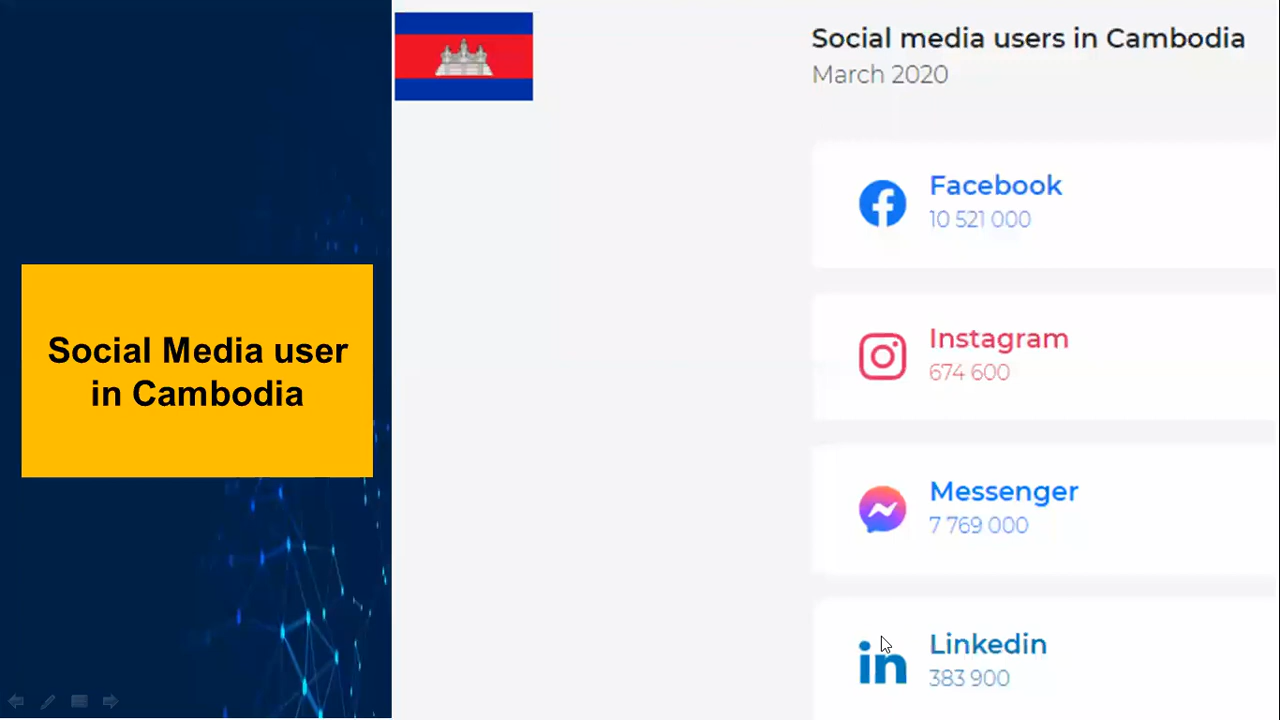 Social Media user
in Cambodia
Social media users in Cambodia
March 2020
Facebook
10 521 000
Instagram
674 600
Messenger
7 769 000
Linkedin
383 900